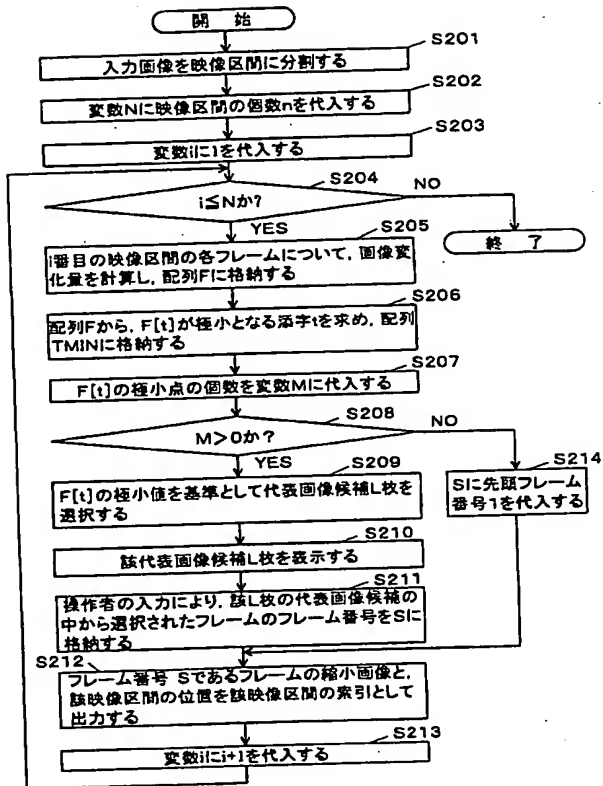 開始
S201
入力画像を映像区間に分割する
S202
変数Nに映像区間の個数nを代入する
S203
変数iに1を代入する
S204
i≦Nか?
NO
YES
終了
S205
i番目の映像区間の各フレームについて,画像変
化量を計算し,配列Fに格納する
S206
配列Fから,F[t]が極小となる添字tを求め,配列
TMINに格納する
S207
F[t]の極小点の個数を変数Mに代入する
S208
M>0か?
NO
YES
S209
F[t]の極小値を基準として代表画像候補L枚を
選択する
S214
Sに先頭フレーム
番号1を代入する
S210
該代表画像候補L枚を表示する
S211
操作者の入力により,該L枚の代表画像候補の
中から選択されたフレームのフレーム番号をSに
格納する
S212
フレーム番号 Sであるフレームの縮小画像と,
該映像区間の位置を該映像区間の索引として
出力する
S213
変数iにi+1を代入する